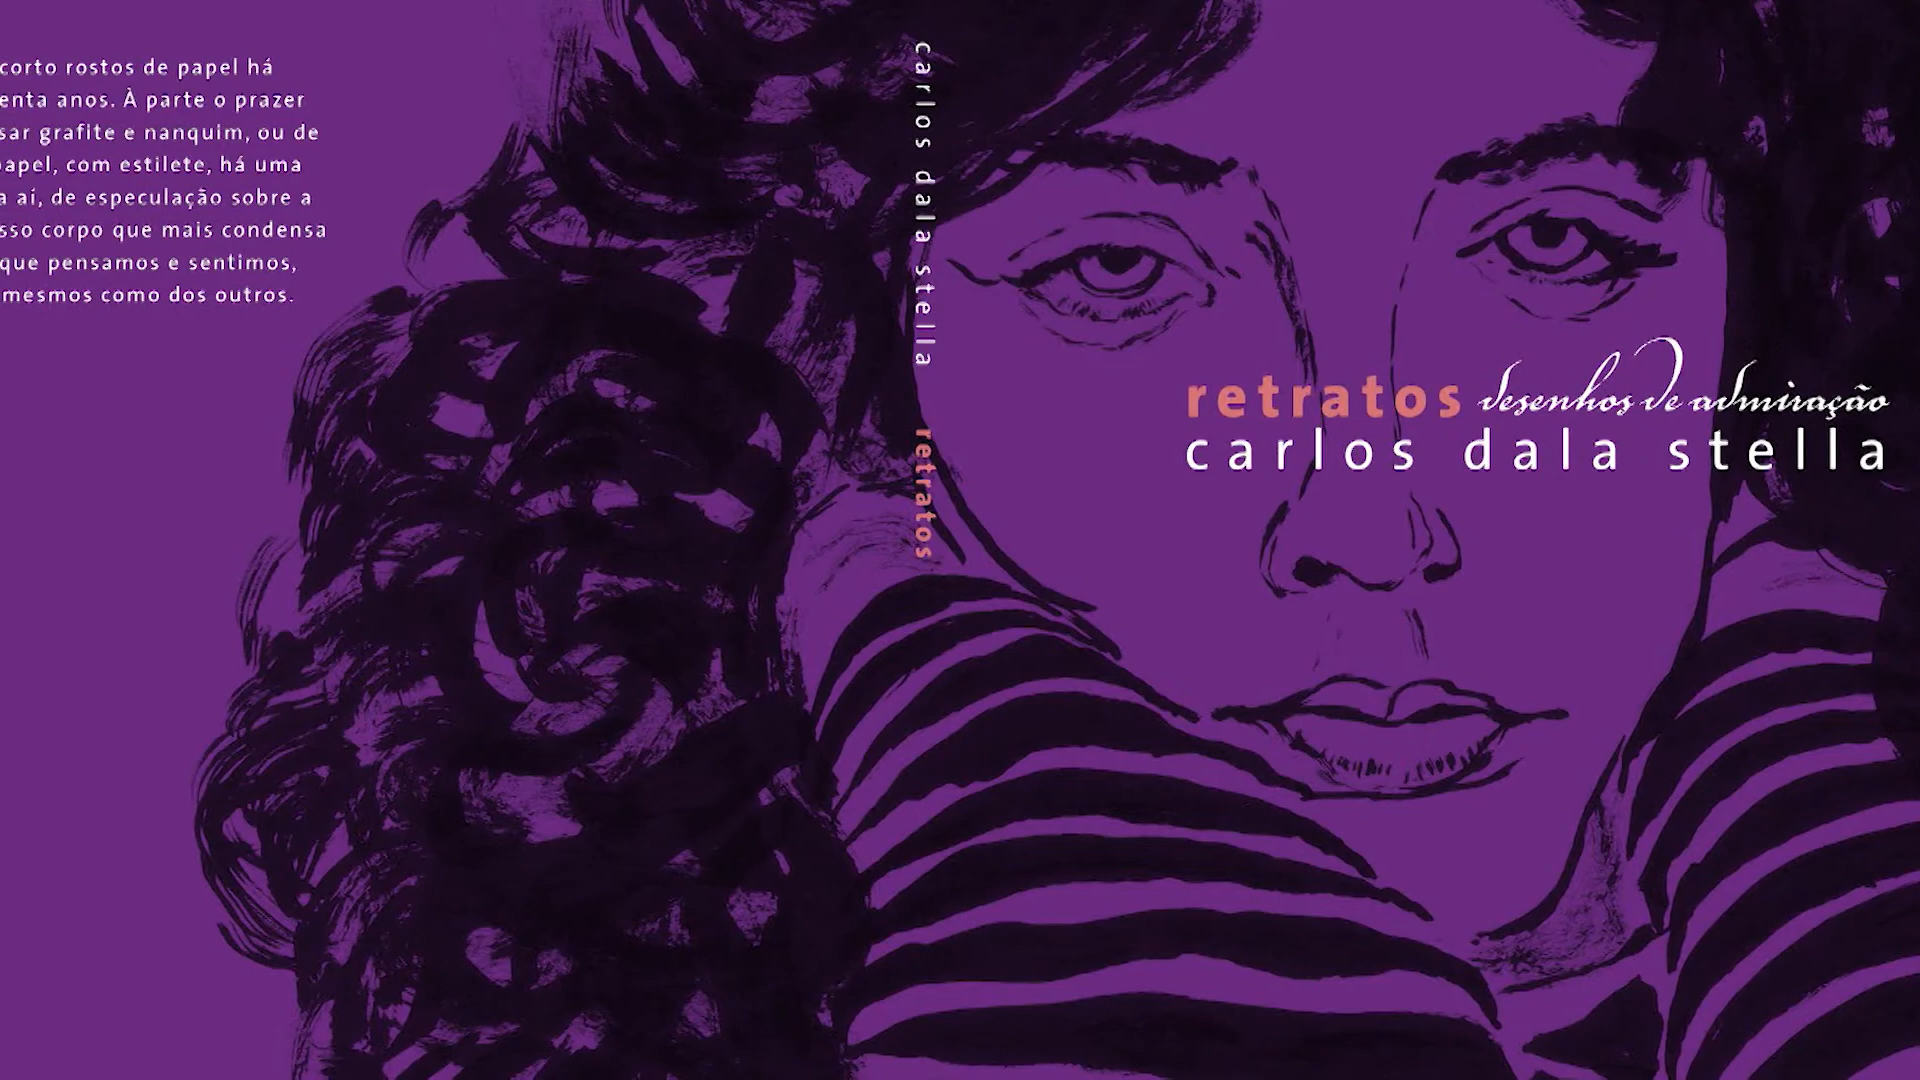 corto rostos de papel há
enta anos. À parte o prazer
sar grafite e nanquim, ou de
papel, com estilete, há uma
a aí, de especulação sobre a
sso corpo que mais condensa
que pensamos e sentimos,
mesmos como dos outros.
carlos dala stella retratos
retratos desenhos de admiração
carlos dala stella